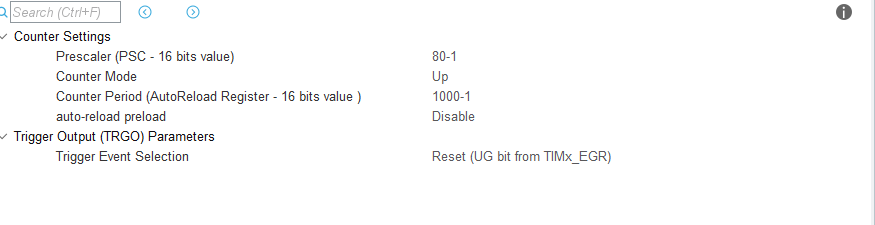 Search (Ctrl+F)
Counter Settings
Prescaler (PSC - 16 bits value) 80-1
Counter Mode Up
Counter Period (AutoReload Register - 16 bits value ) 1000-1
auto-reload preload Disable
Trigger Output (TRGO) Parameters
Trigger Event Selection Reset (UG bit from TIMx_EGR)